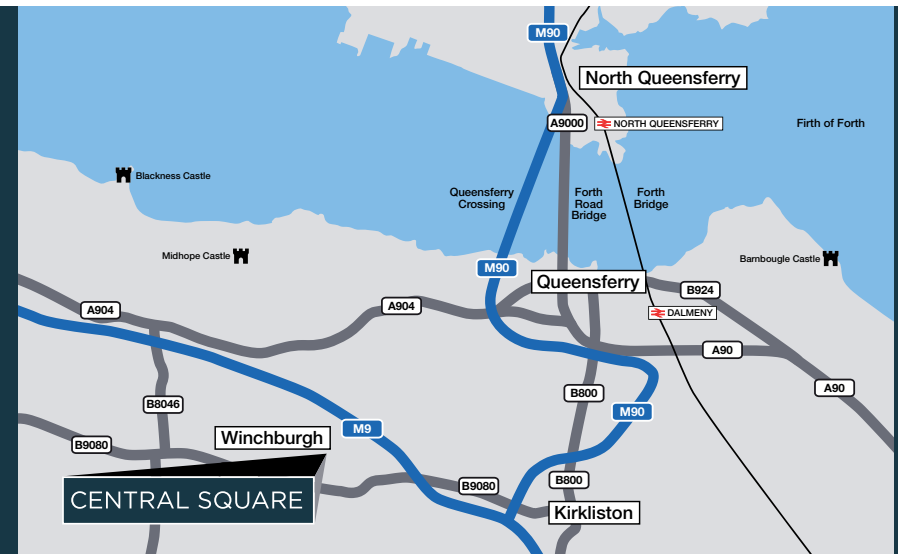 M90
North Queensferry
A9000
NORTH QUEENSFERRY
Firth of Forth
Blackness Castle
Queensferry
Crossing
Forth
Road
Bridge
Forth
Bridge
Midhope Castle
Barnbougle Castle
M90
Queensferry
B924
A904
A904
DALMENY
A90
A90
B800
B8046
M90
M9
Winchburgh
B9080
B800
B9080
CENTRAL SQUARE
Kirkliston